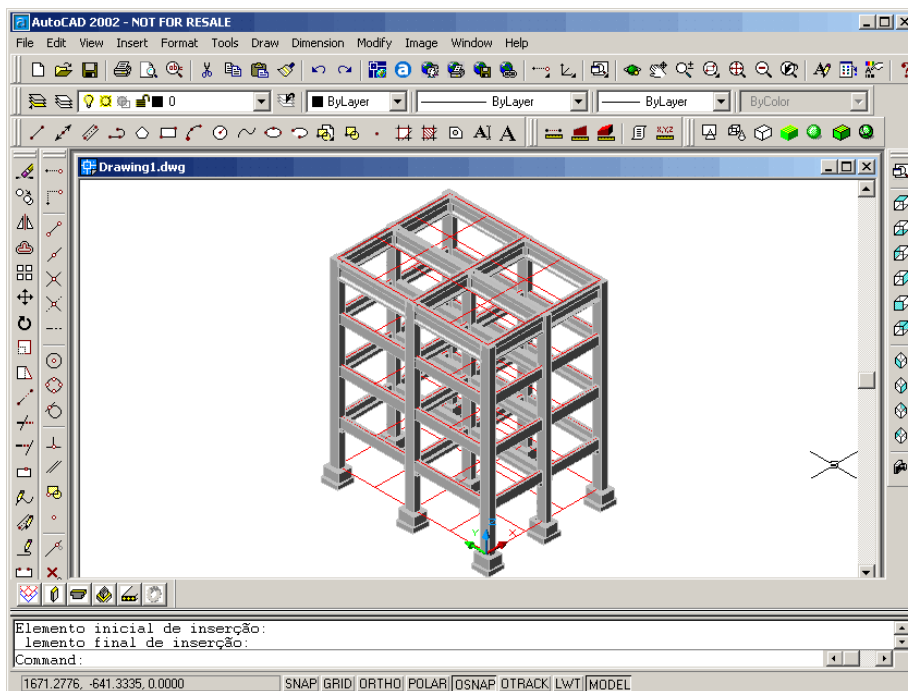 AutoCAD 2002 - NOT FOR RESALE
File Edit View Insert Format Tools Draw Dimension Modify Image Window Help
0 ByLayer ByLayer ByLayer ByColor
A X,Y,Z
Drawing1.dwg
Y Z X
Elemento inicial de inserção:
lemento final de inserção:
Command:
1671.2776, -641.3335, 0.0000 SNAP GRID ORTHO POLAR OSNAP OTRACK LWT MODEL